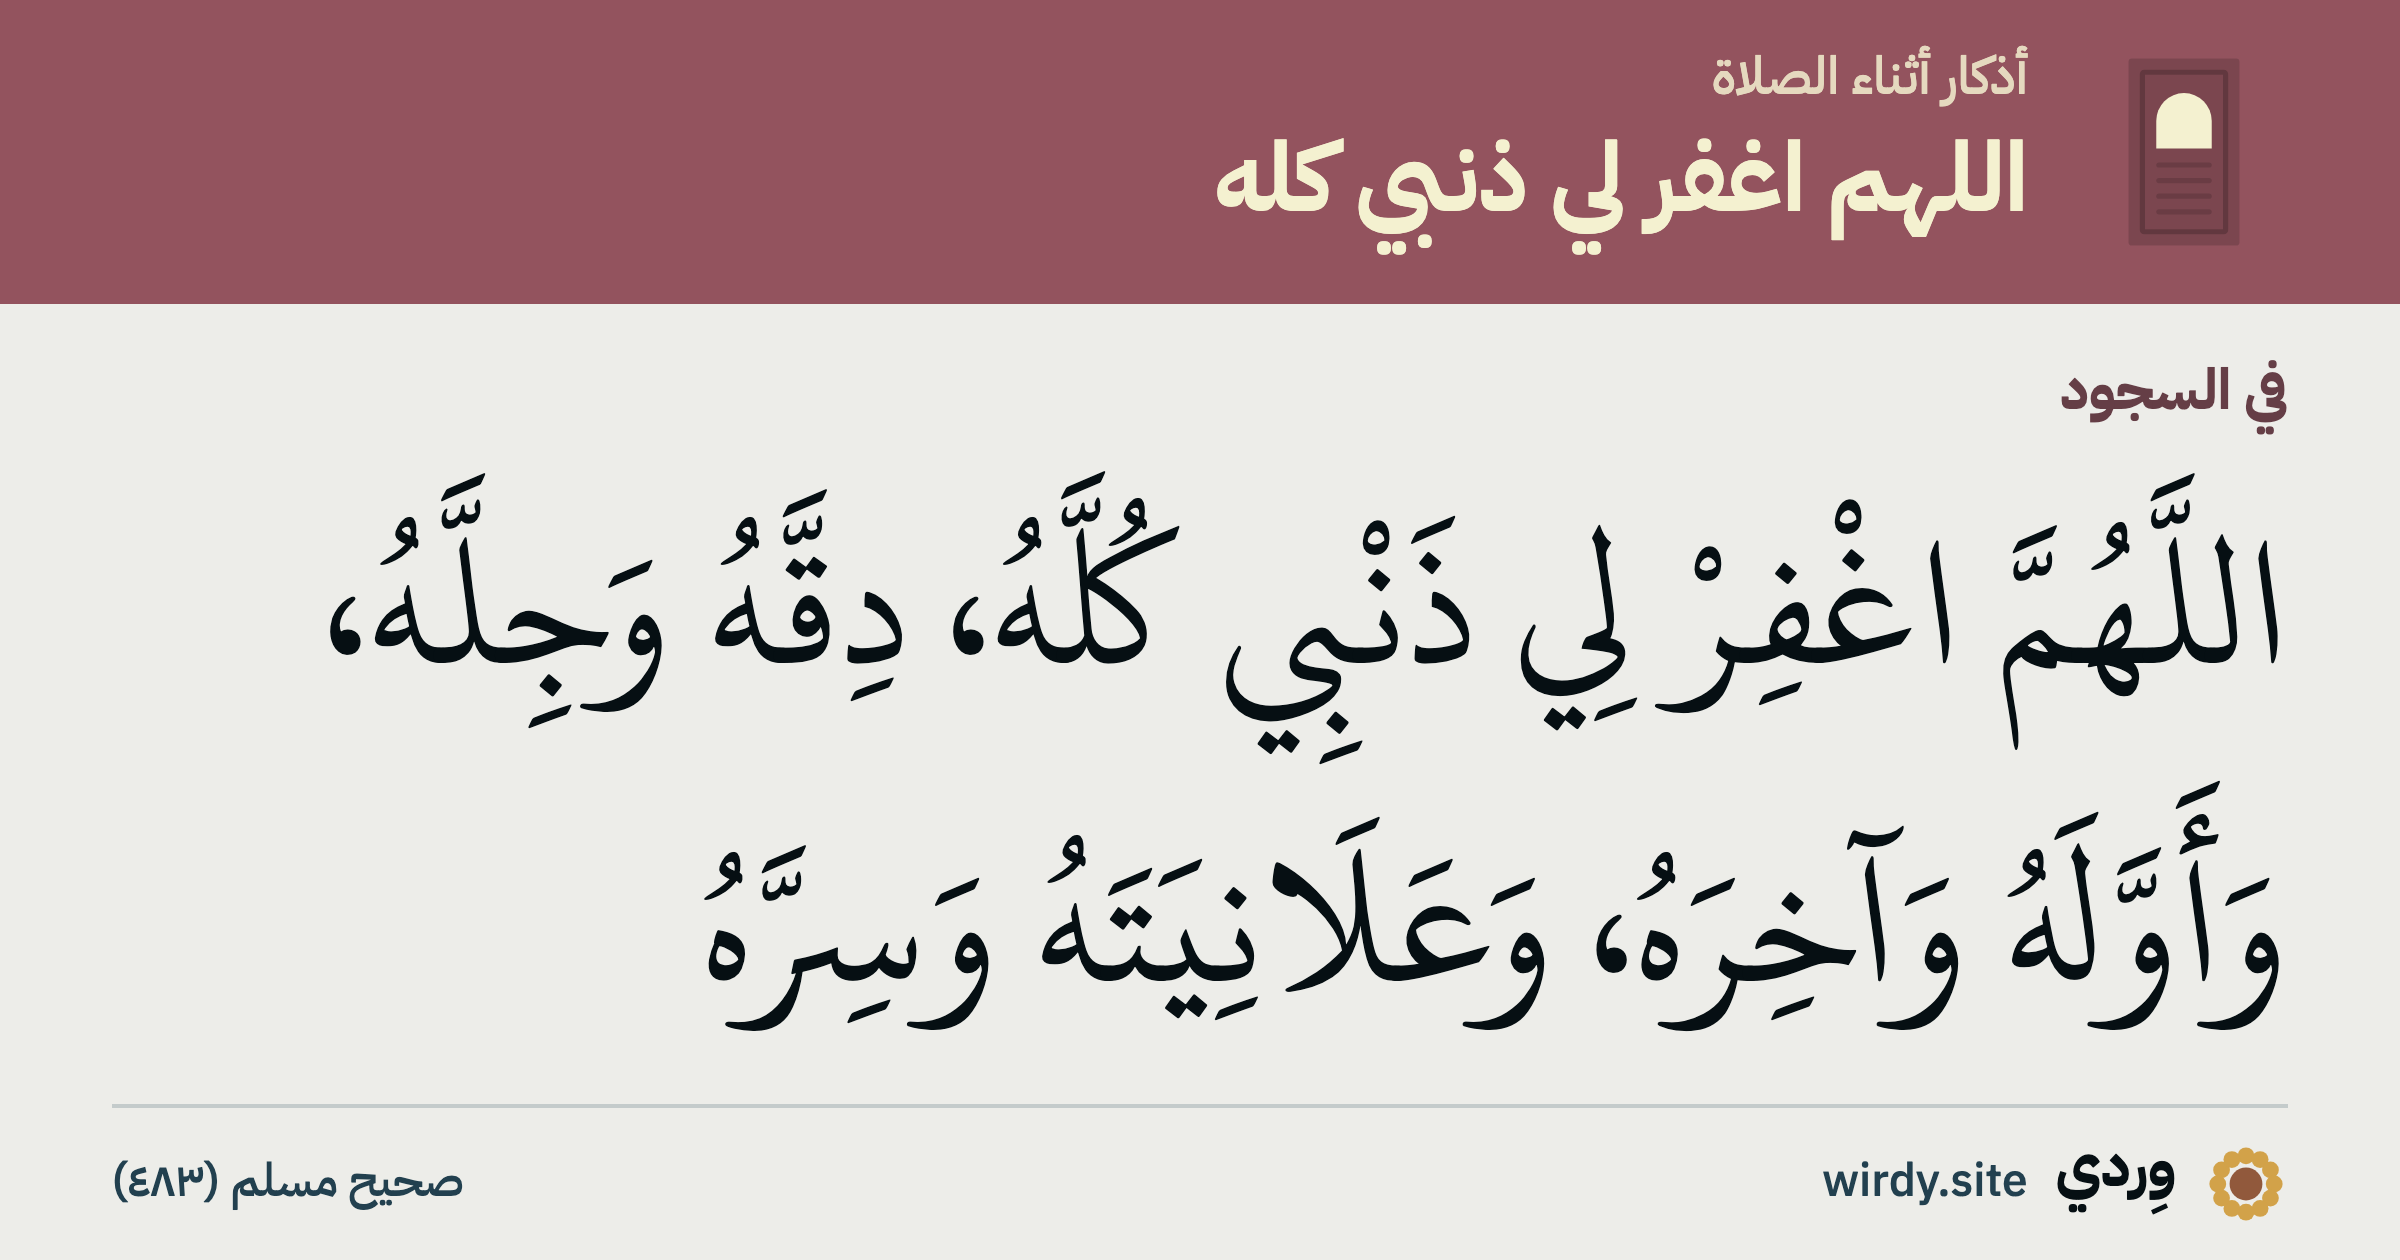 أذكار أثناء الصلاة
اللهم اغفر لي ذنبي كله
في السجود
اللَّهُمَّ اغْفِرْ لِي ذَنْبِي كُلَّهُ، دِقَّهُ وَجِلَّهُ،
وَأَوَّلَهُ وَآخِرَهُ، وَعَلَانِيَتَهُ وَسِرَّهُ
وِردي wirdy.site
صحيح مسلم (٤٨٣)